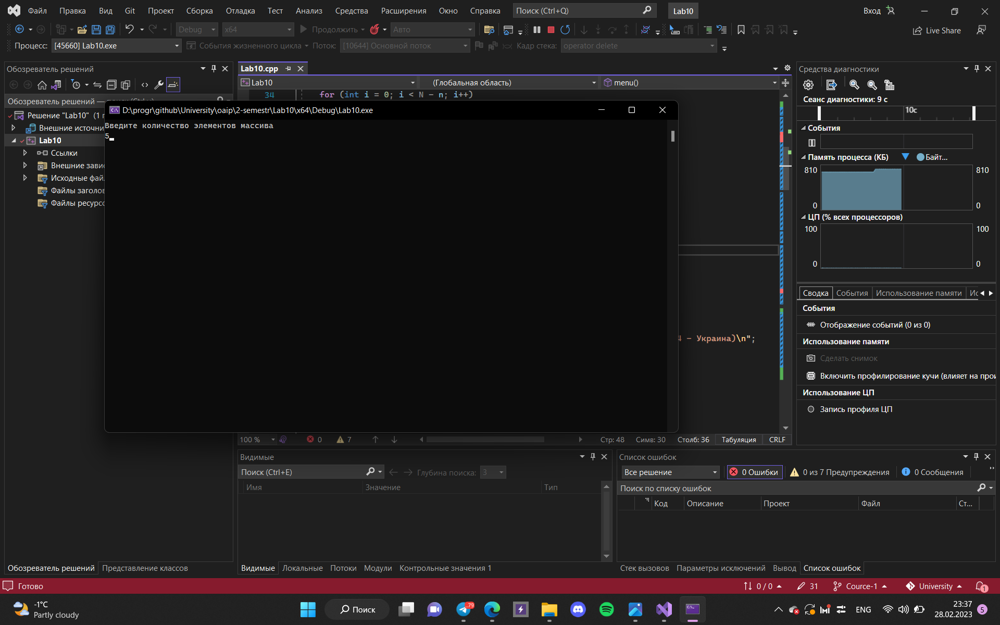 Файл Правка Вид Git Проект Сборка Отладка Тест Анализ Средства Расширения Окно Справка Поиск (Ctrl+Q) Lab10 Вход
Debug x64 Продолжить Авто Live Share
Процесс: [45660] Lab10.exe События жизненного цикла Поток: [10644] Основной поток Кадр стека: operator delete
Обозреватель решений
Обозреватель решений —
Решение "Lab10" (1
Внешние источни
Lab10
Ссылки
Внешние зави
Исходные фай
Файлы заголов
Файлы ресурсо
Lab10.cpp
Lab10 (Глобальная область) menu()
34 for (int i = 0; i < N - n; i++)
D:\progr\github\University\oaip\2-semestr\Lab10\x64\Debug\Lab10.exe
Введите количество элементов массива
5
4 - Украина)\n";
100 % 0 7 Стр: 48 Симв: 30 Столб: 36 Табуляция CRLF
Средства диагностики
Сеанс диагностики: 9 с
10с
События
Память процесса (КБ) Байт...
810 810
0 0
ЦП (% всех процессоров)
100 100
0 0
Сводка События Использование памяти Ис
События
Отображение событий (0 из 0)
Использование памяти
Сделать снимок
Включить профилирование кучи (влияет на прои
Использование ЦП
Запись профиля ЦП
Видимые
Поиск (Ctrl+E) Глубина поиска: 3
Имя Значение Тип
Список ошибок
Все решение 0 Ошибки 0 из 7 Предупреждения 0 Сообщения
Поиск по списку ошибок
Код Описание Проект Файл Ст...
Обозреватель решений Представление классов
Видимые Локальные Потоки Модули Контрольные значения 1
Стек вызовов Параметры исключений Вывод Список ошибок
Готово 0 / 0 31 Cource-1 University 1
-1°C
Partly cloudy
Поиск
.79
ENG
23:37
28.02.2023
5